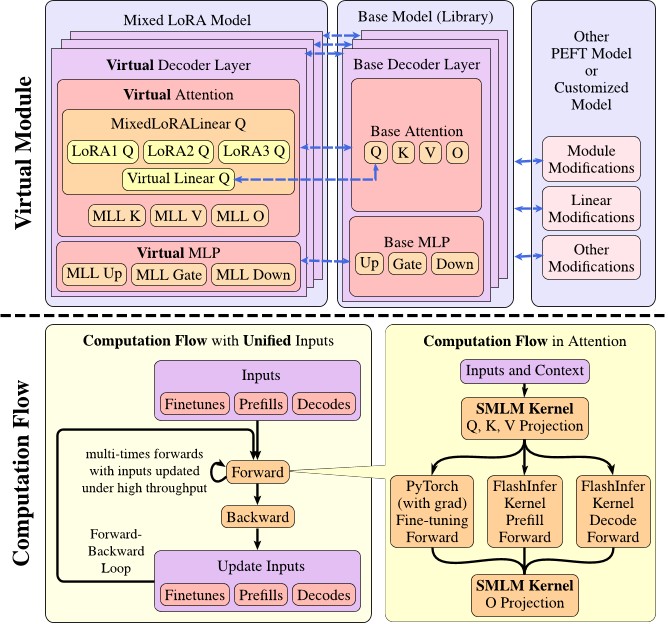 Virtual Module
Mixed LoRA Model
Virtual Decoder Layer
Virtual Attention
MixedLoRALinear Q
LoRA1 Q LoRA2 Q LoRA3 Q
Virtual Linear Q
MLL K MLL V MLL O
Virtual MLP
MLL Up MLL Gate MLL Down
Base Model (Library)
Base Decoder Layer
Base Attention
Q K V O
Base MLP
Up Gate Down
Other
PEFT Model
or
Customized
Model
Module
Modifications
Linear
Modifications
Other
Modifications
Computation Flow
Computation Flow with Unified Inputs
Inputs
Finetunes Prefills Decodes
multi-times forwards
with inputs updated
under high throughput
Forward
Backward
Forward-
Backward
Loop
Update Inputs
Finetunes Prefills Decodes
Computation Flow in Attention
Inputs and Context
SMLM Kernel
Q, K, V Projection
PyTorch
(with grad)
Fine-tuning
Forward
FlashInfer
Kernel
Prefill
Forward
FlashInfer
Kernel
Decode
Forward
SMLM Kernel
O Projection